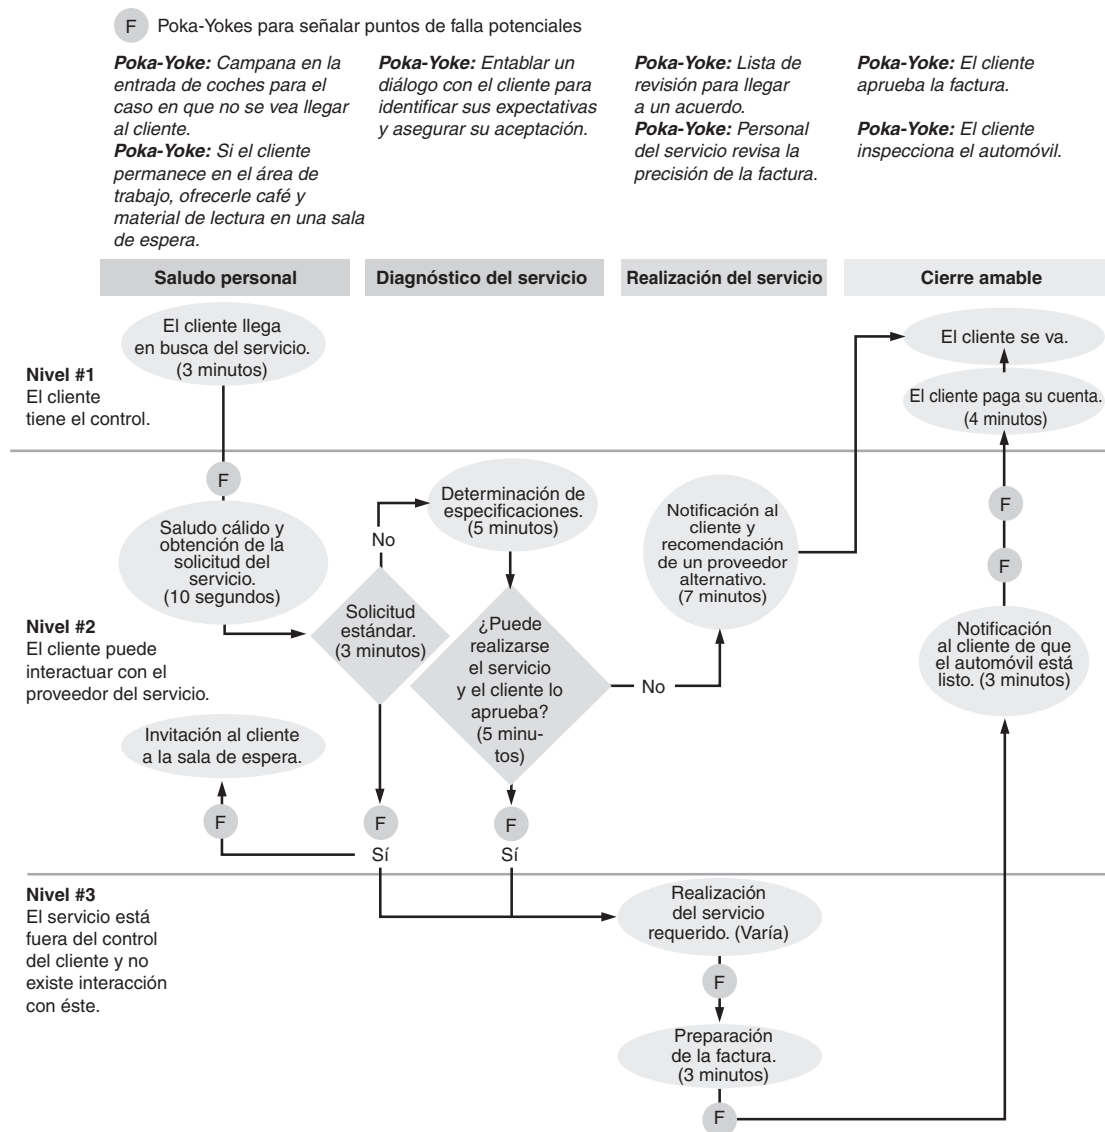 F Poka-Yokes para señalar puntos de falla potenciales
Poka-Yoke: Campana en la
entrada de coches para el
caso en que no se vea llegar
al cliente.
Poka-Yoke: Si el cliente
permanece en el área de
trabajo, ofrecerle café y
material de lectura en una sala
de espera.
Poka-Yoke: Entablar un
diálogo con el cliente para
identificar sus expectativas
y asegurar su aceptación.
Poka-Yoke: Lista de
revisión para llegar
a un acuerdo.
Poka-Yoke: Personal
del servicio revisa la
precisión de la factura.
Poka-Yoke: El cliente
aprueba la factura.
Poka-Yoke: El cliente
inspecciona el automóvil.
Saludo personal
Diagnóstico del servicio
Realización del servicio
Cierre amable
Nivel #1
El cliente
tiene el control.
El cliente llega
en busca del servicio.
(3 minutos)
El cliente se va.
El cliente paga su cuenta.
(4 minutos)
Nivel #2
El cliente puede
interactuar con el
proveedor del servicio.
F
Saludo cálido y
obtención de la
solicitud del
servicio.
(10 segundos)
No
Solicitud
estándar.
(3 minutos)
Determinación de
especificaciones.
(5 minutos)
¿Puede
realizarse
el servicio
y el cliente lo
aprueba?
(5 minu-
tos)
No
Notificación al
cliente y
recomendación
de un proveedor
alternativo.
(7 minutos)
F
F
Notificación
al cliente de que
el automóvil está
listo. (3 minutos)
Invitación al cliente
a la sala de espera.
F
F
Sí
F
Sí
Nivel #3
El servicio está
fuera del control
del cliente y no
existe interacción
con éste.
Realización
del servicio
requerido. (Varía)
F
Preparación
de la factura.
(3 minutos)
F